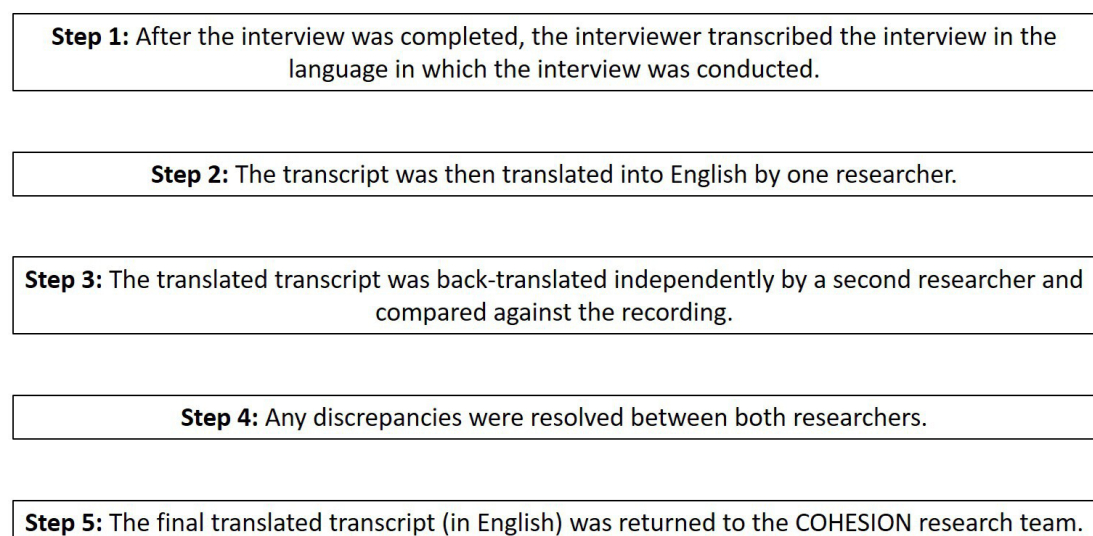 Step 1: After the interview was completed, the interviewer transcribed the interview in the
language in which the interview was conducted.
Step 2: The transcript was then translated into English by one researcher.
Step 3: The translated transcript was back-translated independently by a second researcher and
compared against the recording.
Step 4: Any discrepancies were resolved between both researchers.
Step 5: The final translated transcript (in English) was returned to the COHESION research team.